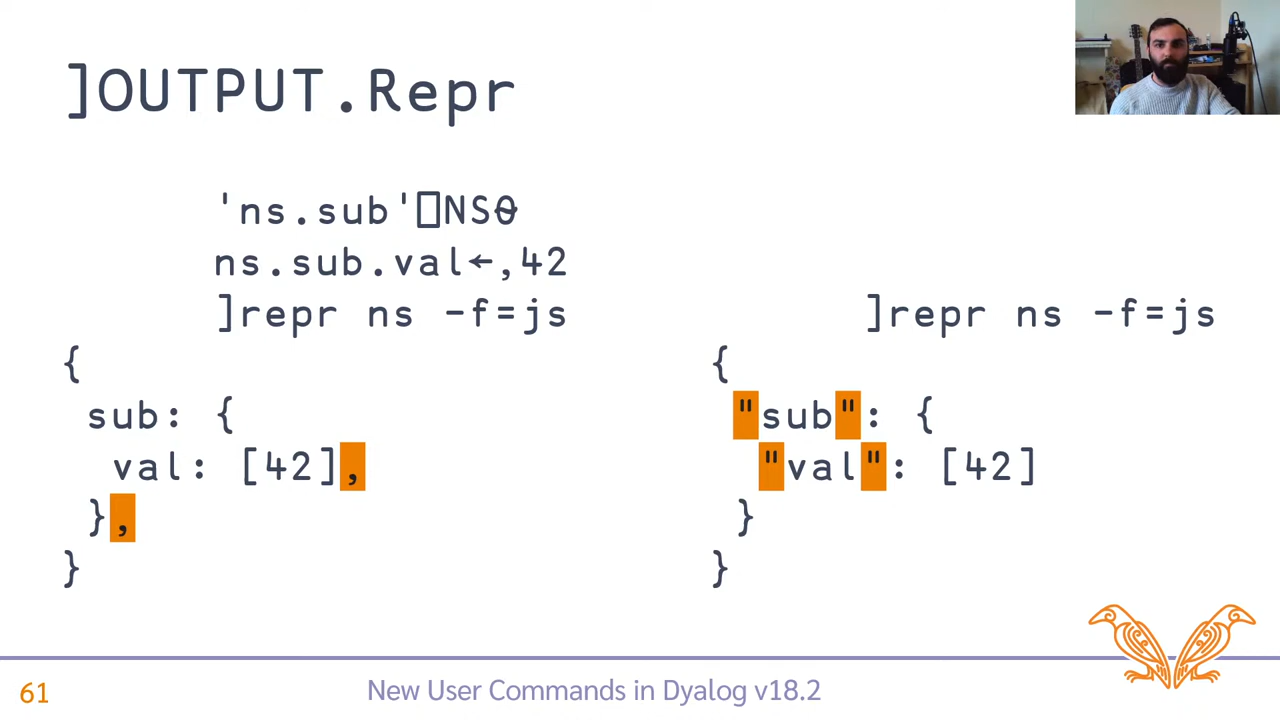 ]OUTPUT.Repr
'ns.sub'⎕NS⍬
ns.sub.val←,42
]repr ns -f=js
{
sub: {
val: [42],
},
}
]repr ns -f=js
{
"sub": {
"val": [42]
}
}
61
New User Commands in Dyalog v18.2